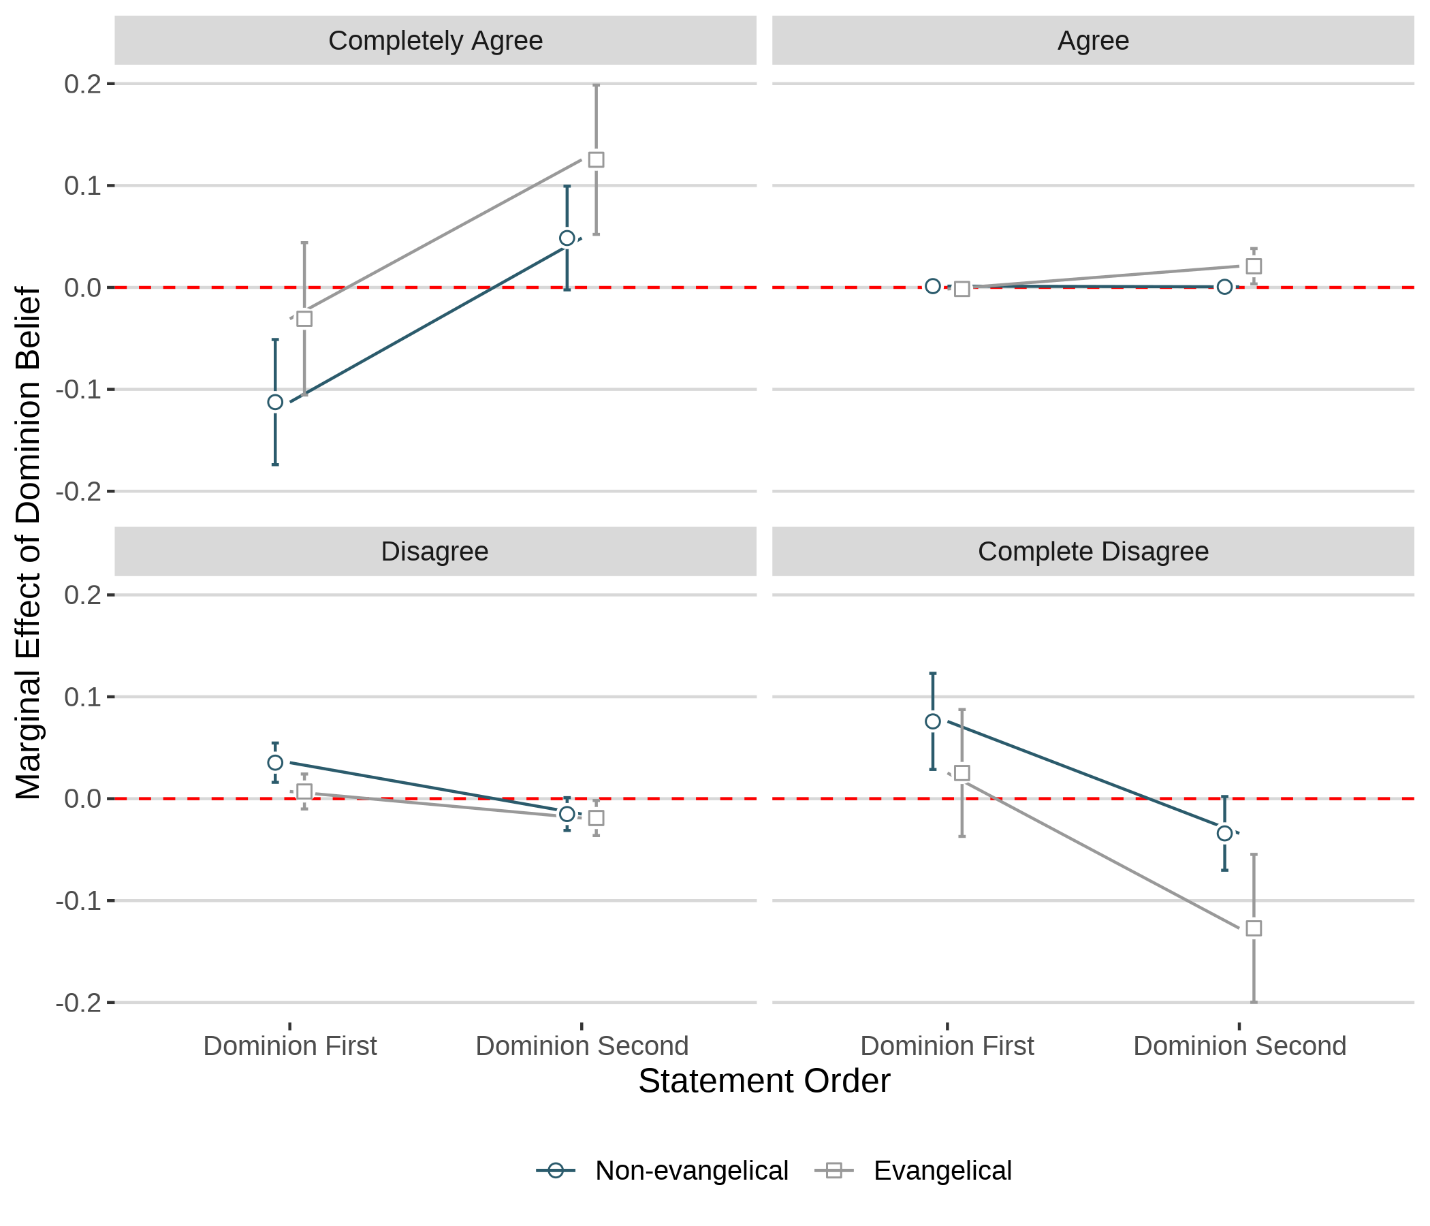 Completely Agree
Agree
0.2
0.1
0.0
-0.1
-0.2
Disagree
Complete Disagree
0.2
0.1
0.0
-0.1
-0.2
Marginal Effect of Dominion Belief
Dominion First
Dominion Second
Dominion First
Dominion Second
Statement Order
Non-evangelical
Evangelical